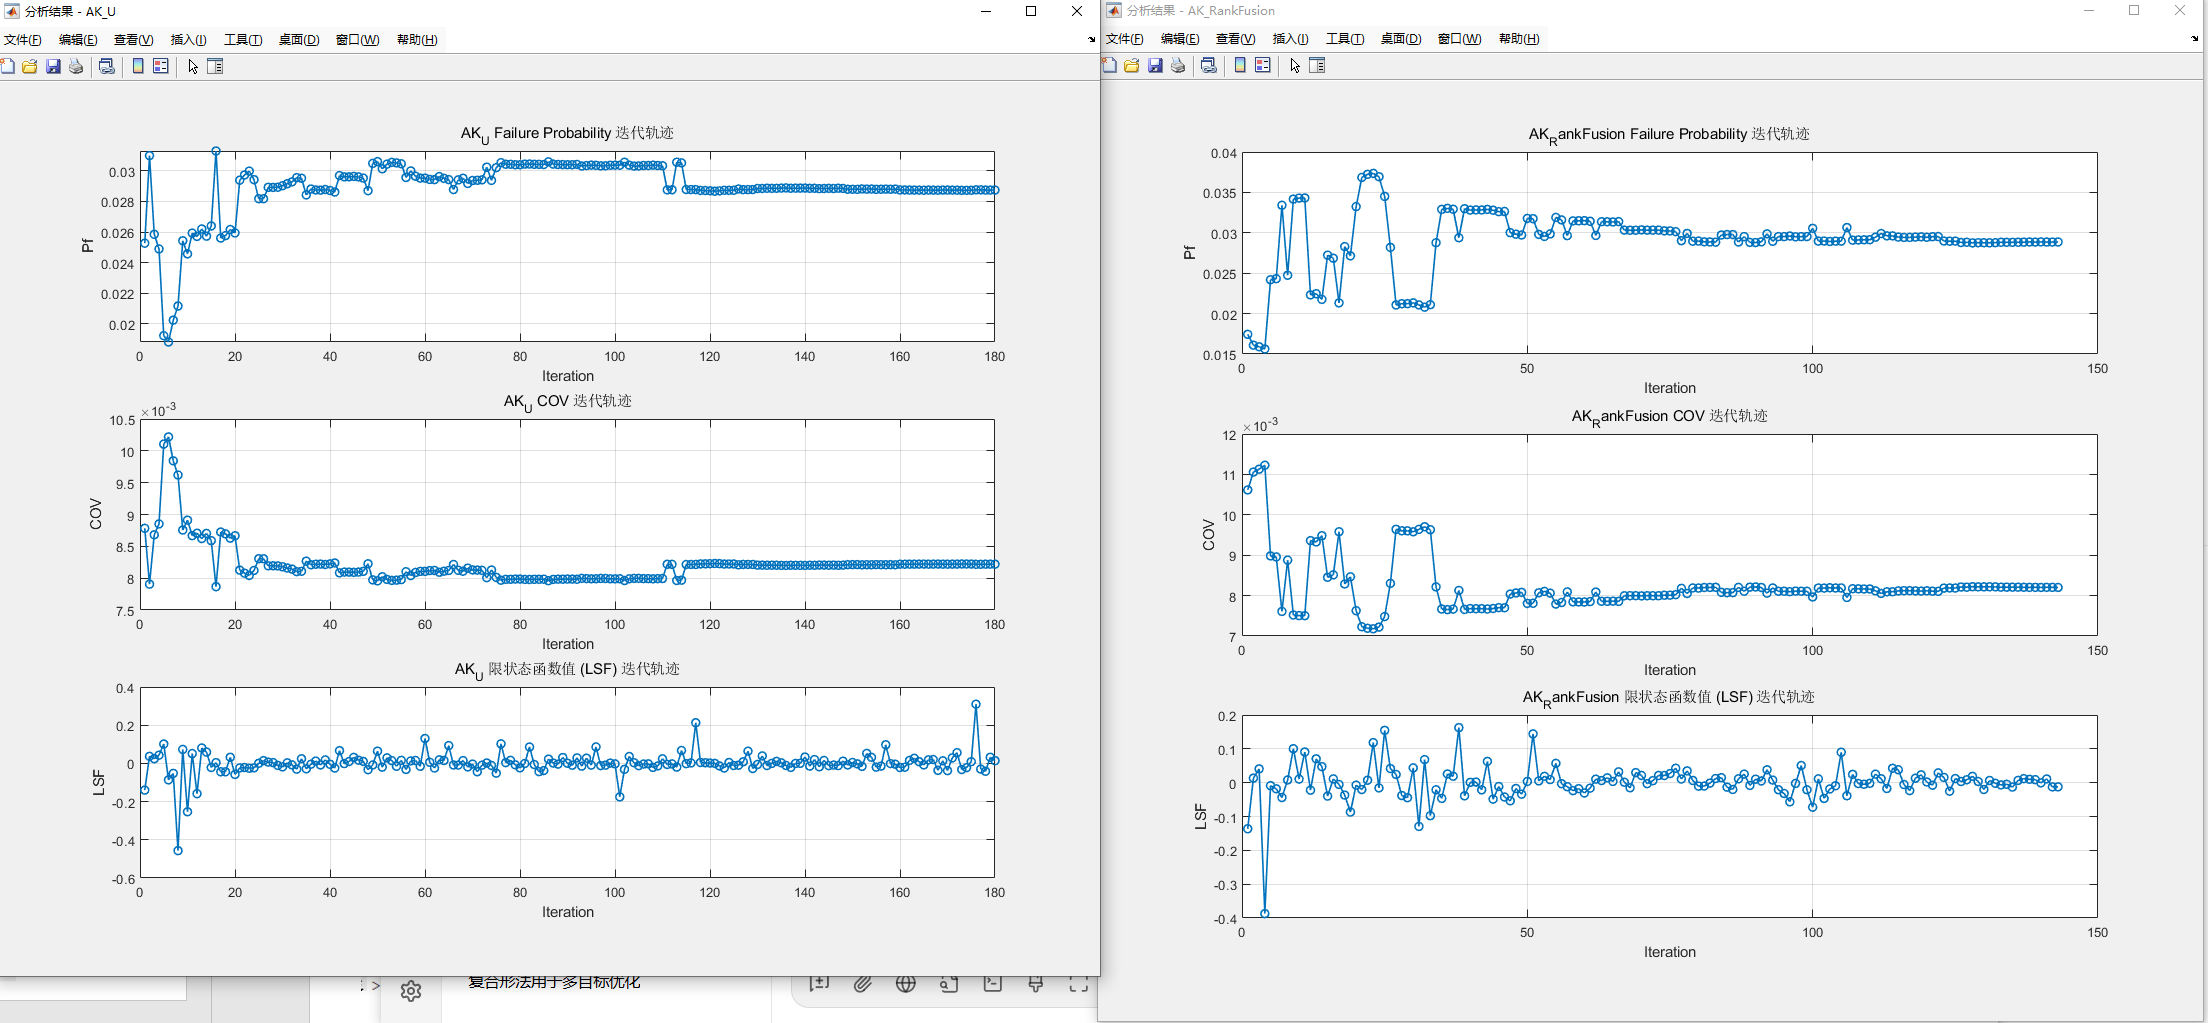 分析结果 - AK_U
文件(F) 编辑(E) 查看(V) 插入(I) 工具(T) 桌面(D) 窗口(W) 帮助(H)
AK_U Failure Probability 迭代轨迹
0.03
0.028
0.026
0.024
0.022
0.02
Pf
0 20 40 60 80 100 120 140 160 180
Iteration
AK_U COV 迭代轨迹
×10^-3
10.5
10
9.5
9
8.5
8
7.5
COV
0 20 40 60 80 100 120 140 160 180
Iteration
AK_U 限状态函数值 (LSF) 迭代轨迹
0.4
0.2
0
-0.2
-0.4
-0.6
LSF
0 20 40 60 80 100 120 140 160 180
Iteration
复合形法用于多目标优化
分析结果 - AK_RankFusion
文件(F) 编辑(E) 查看(V) 插入(I) 工具(T) 桌面(D) 窗口(W) 帮助(H)
AK_RankFusion Failure Probability 迭代轨迹
0.04
0.035
0.03
0.025
0.02
0.015
Pf
0 50 100 150
Iteration
AK_RankFusion COV 迭代轨迹
×10^-3
12
11
10
9
8
7
COV
0 50 100 150
Iteration
AK_RankFusion 限状态函数值 (LSF) 迭代轨迹
0.2
0.1
0
-0.1
-0.2
-0.3
-0.4
LSF
0 50 100 150
Iteration